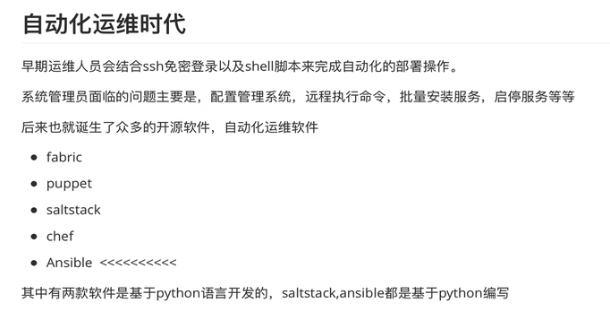 自动化运维时代
早期运维人员会结合ssh免密登录以及shell脚本来完成自动化的部署操作。
系统管理员面临的问题主要是，配置管理系统，远程执行命令，批量安装服务，启停服务等等
后来也就诞生了众多的开源软件，自动化运维软件
• fabric
• puppet
• saltstack
• chef
• Ansible <<<<<<<<<<
其中有两款软件是基于python语言开发的，saltstack,ansible都是基于python编写